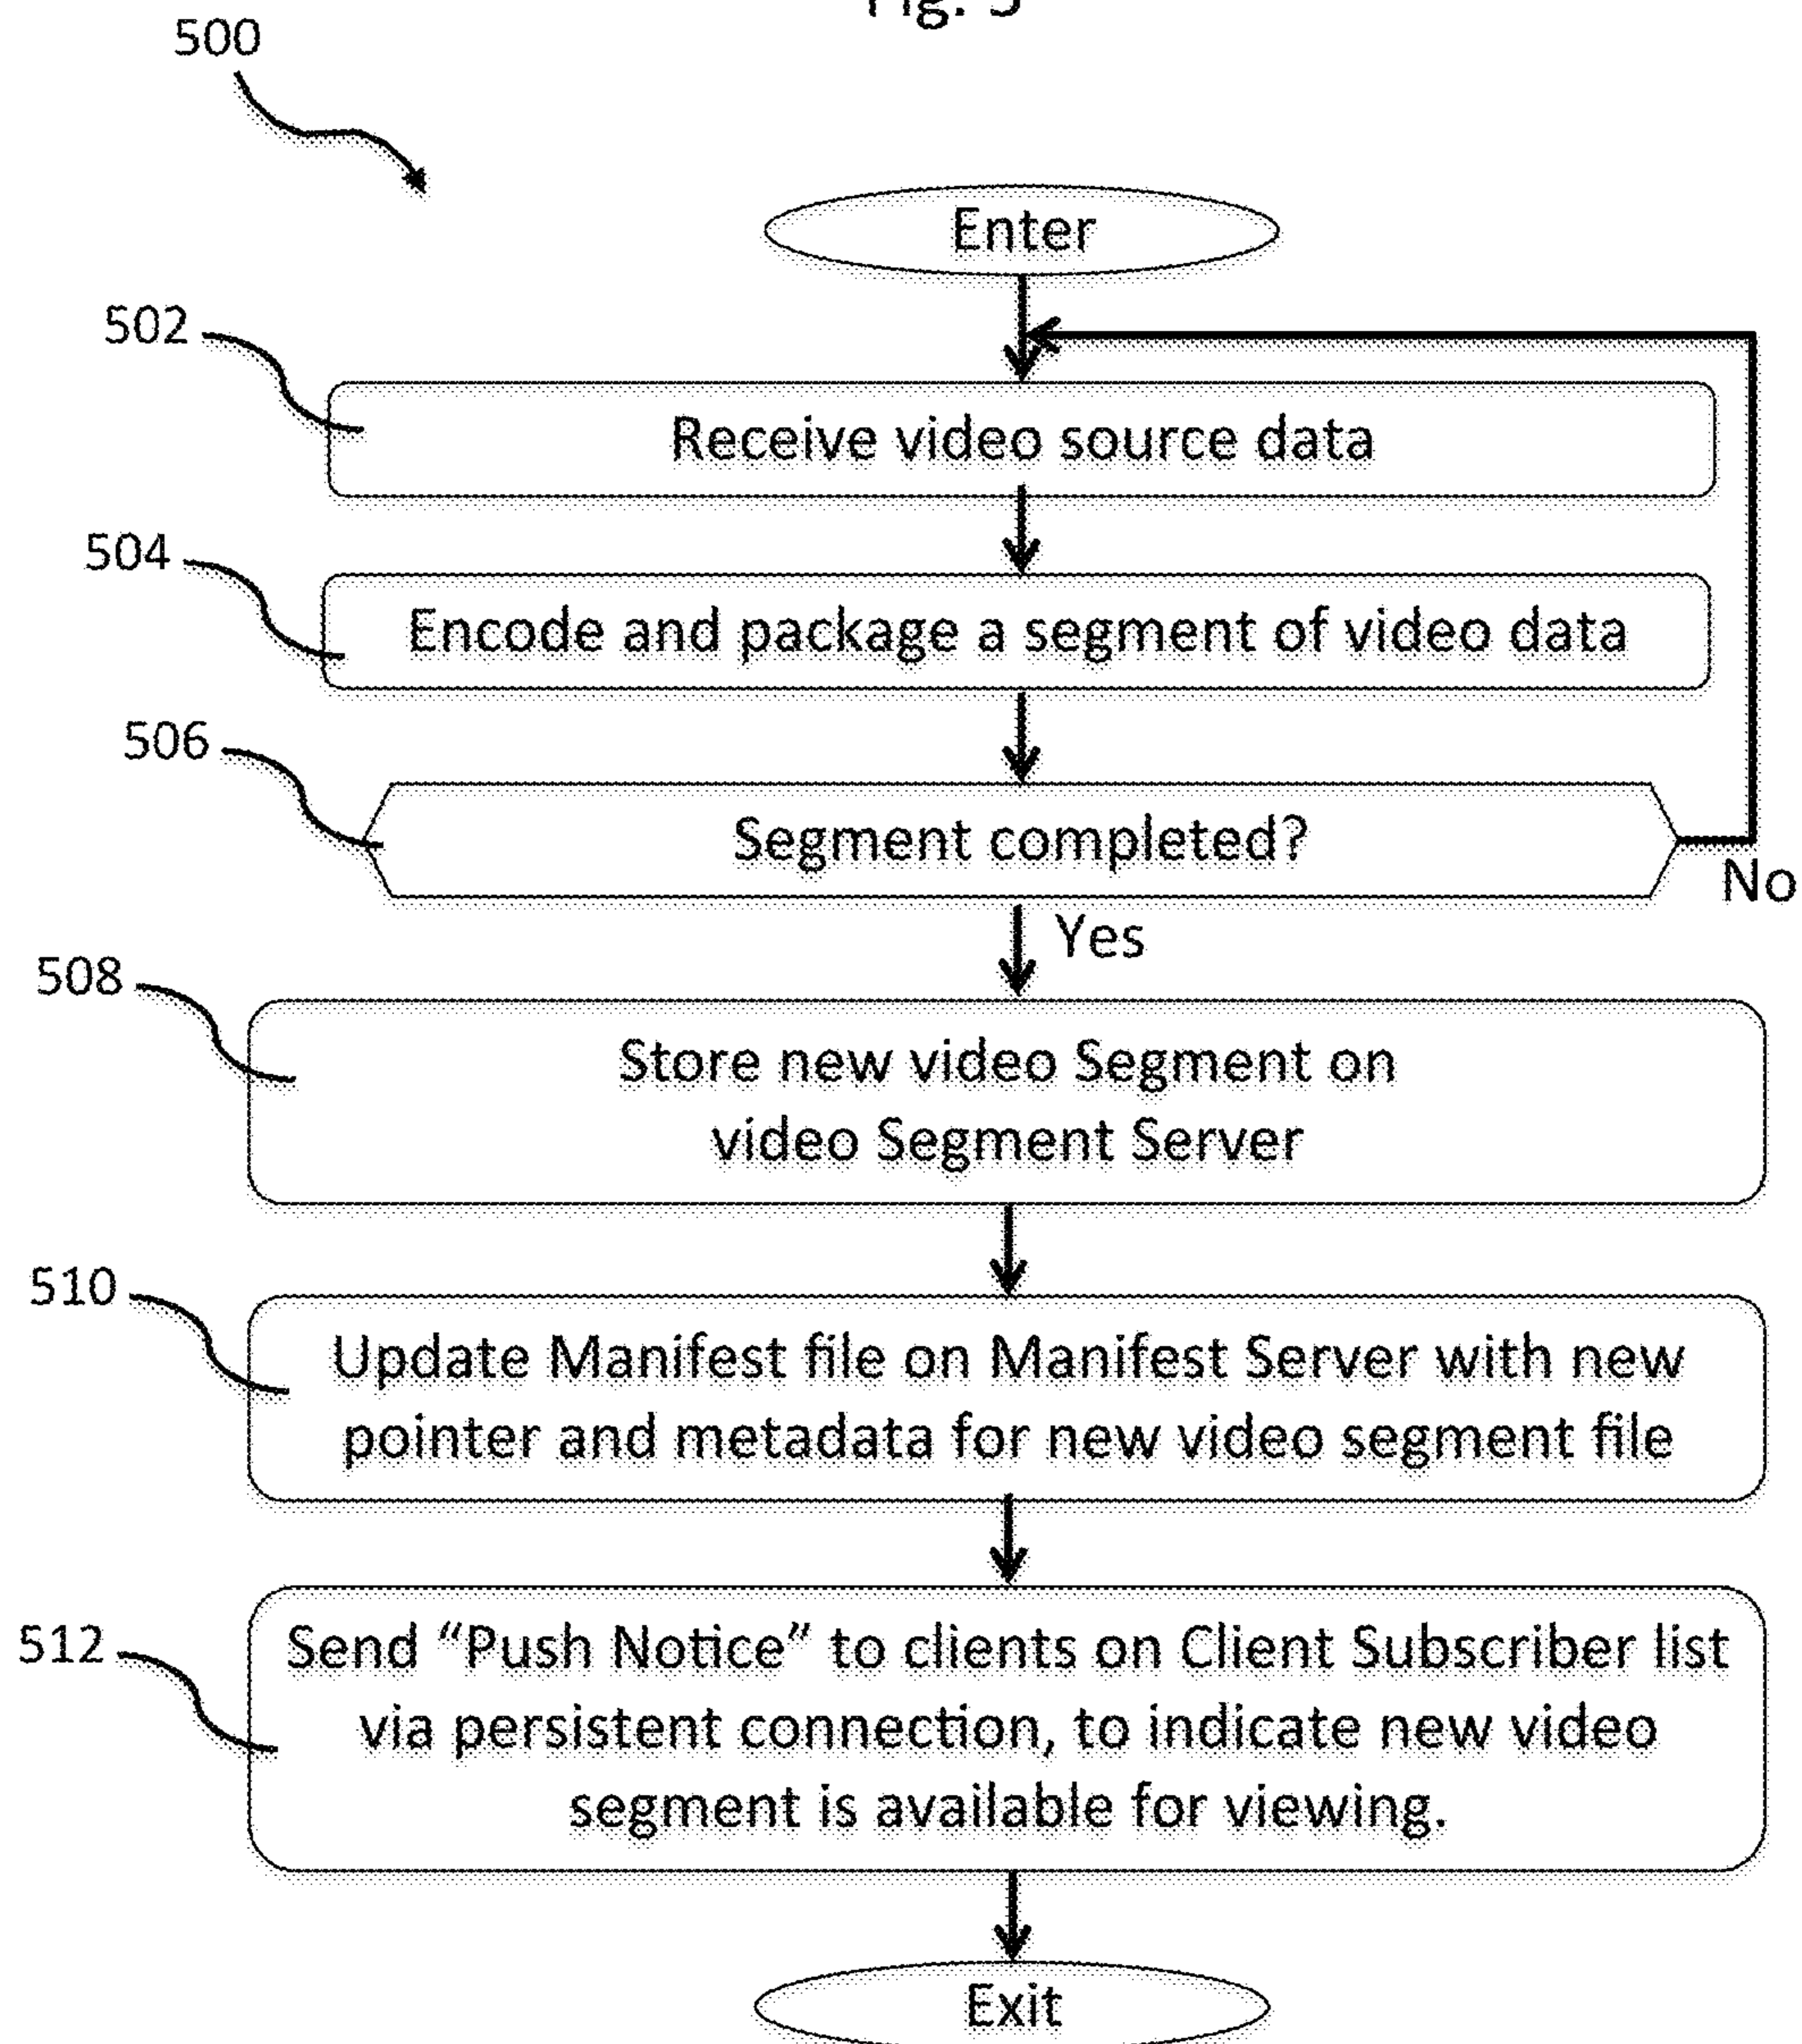 Fig. 5
500
Enter
502
Receive video source data
504
Encode and package a segment of video data
506
Segment completed?
No
Yes
508
Store new video Segment on
video Segment Server
510
Update Manifest file on Manifest Server with new
pointer and metadata for new video segment file
512
Send “Push Notice” to clients on Client Subscriber list
via persistent connection, to indicate new video
segment is available for viewing.
Exit